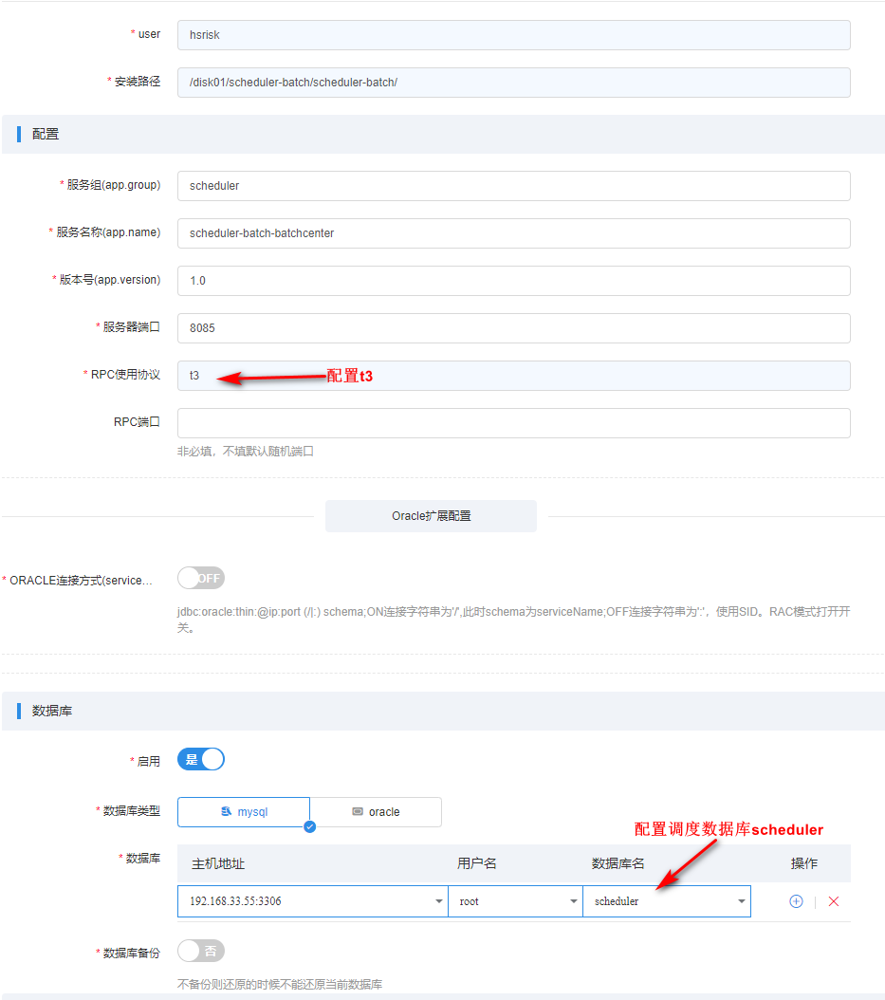 * user hsrisk
* 安装路径 /disk01/scheduler-batch/scheduler-batch/
配置
* 服务组(app.group) scheduler
* 服务名称(app.name) scheduler-batch-batchcenter
* 版本号(app.version) 1.0
* 服务器端口 8085
* RPC使用协议 t3 配置t3
RPC端口
非必填，不填默认随机端口
Oracle扩展配置
* ORACLE连接方式(service... OFF
jdbc:oracle:thin:@ip:port (/|:) schema;ON连接字符串为'/',此时schema为serviceName;OFF连接字符串为':'，使用SID。RAC模式打开开
关。
数据库
* 启用 是
* 数据库类型 mysql oracle
配置调度数据库scheduler
* 数据库 主机地址 用户名 数据库名 操作
192.168.33.55:3306 root scheduler
* 数据库备份 否
不备份则还原的时候不能还原当前数据库